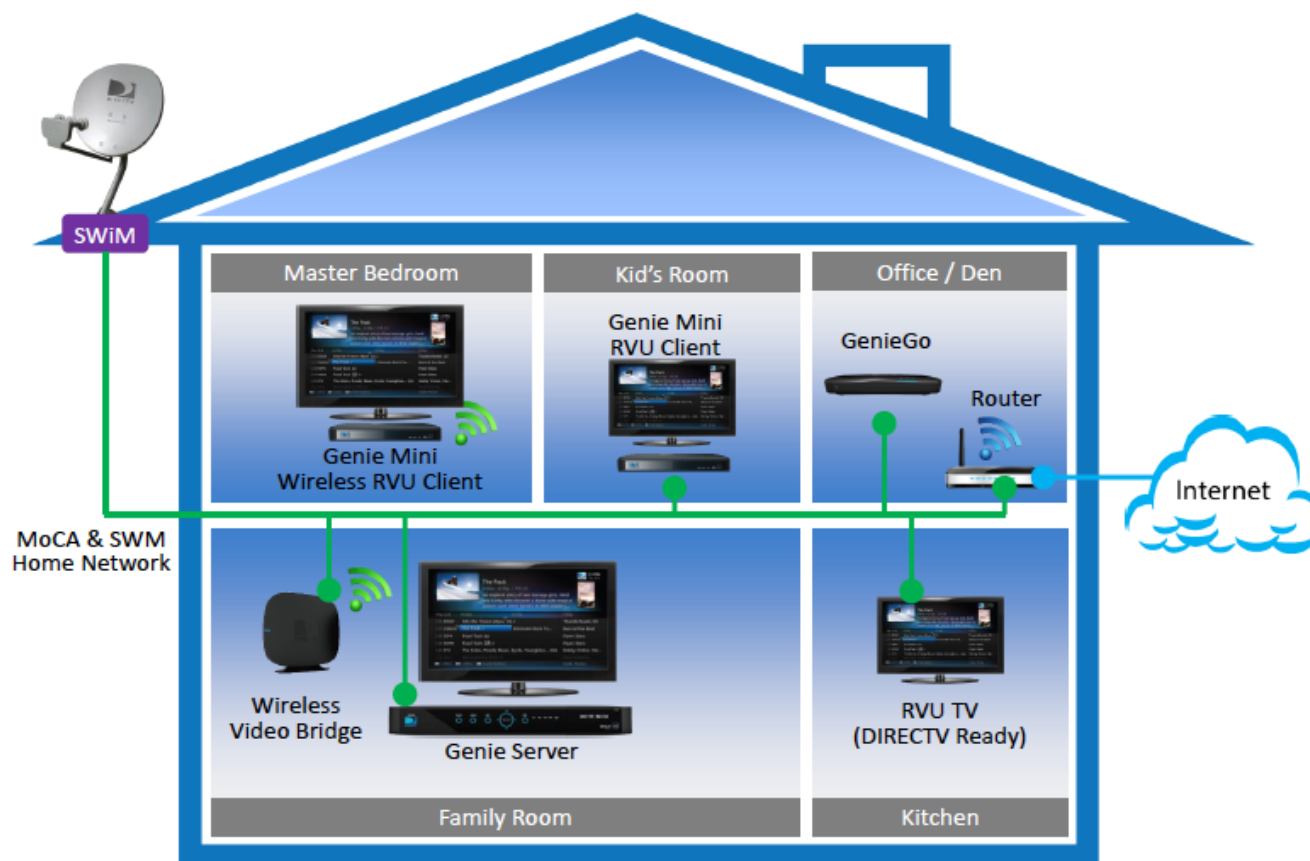 SWiM
Master Bedroom
Kid's Room
Office / Den
Genie Mini
RVU Client
GenieGo
Router
Genie Mini
Wireless RVU Client
Internet
MoCA & SWM
Home Network
Wireless
Video Bridge
Genie Server
RVU TV
(DIRECTV Ready)
Family Room
Kitchen